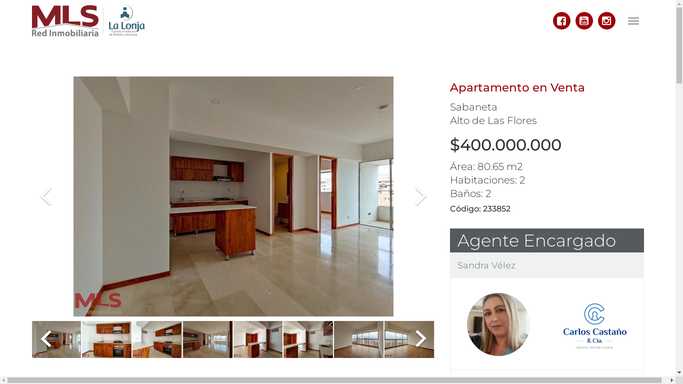 MLS
Red Inmobiliaria
La Lonja
Apartamento en Venta
Sabaneta
Alto de Las Flores
$400.000.000
Área: 80.65 m2
Habitaciones: 2
Baños: 2
Código: 233852
MLS
Agente Encargado
Sandra Vélez
Carlos Castaño
& Cía.